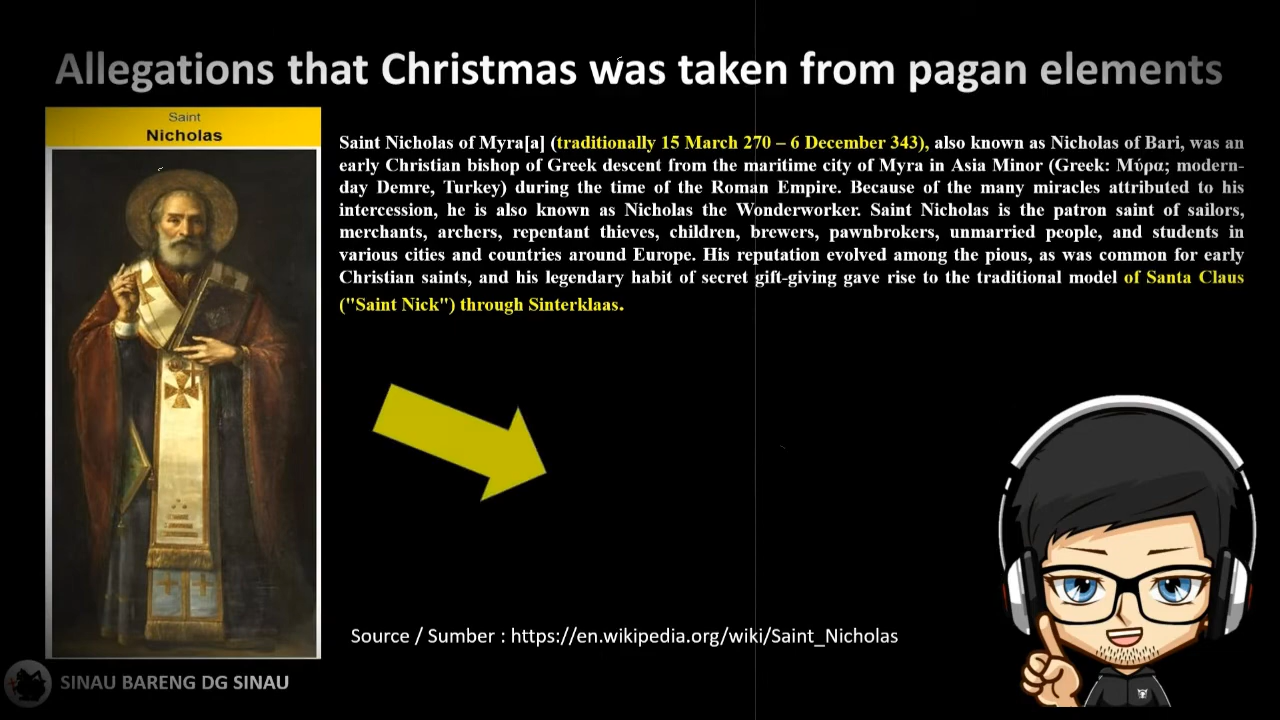 Allegations that Christmas was taken from pagan elements
Saint
Nicholas
Saint Nicholas of Myra[a] (traditionally 15 March 270 – 6 December 343), also known as Nicholas of Bari, was an
early Christian bishop of Greek descent from the maritime city of Myra in Asia Minor (Greek: Μύρα; modern-
day Demre, Turkey) during the time of the Roman Empire. Because of the many miracles attributed to his
intercession, he is also known as Nicholas the Wonderworker. Saint Nicholas is the patron saint of sailors,
merchants, archers, repentant thieves, children, brewers, pawnbrokers, unmarried people, and students in
various cities and countries around Europe. His reputation evolved among the pious, as was common for early
Christian saints, and his legendary habit of secret gift-giving gave rise to the traditional model of Santa Claus
("Saint Nick") through Sinterklaas.
Source / Sumber : https://en.wikipedia.org/wiki/Saint_Nicholas
SINAU BARENG DG SINAU